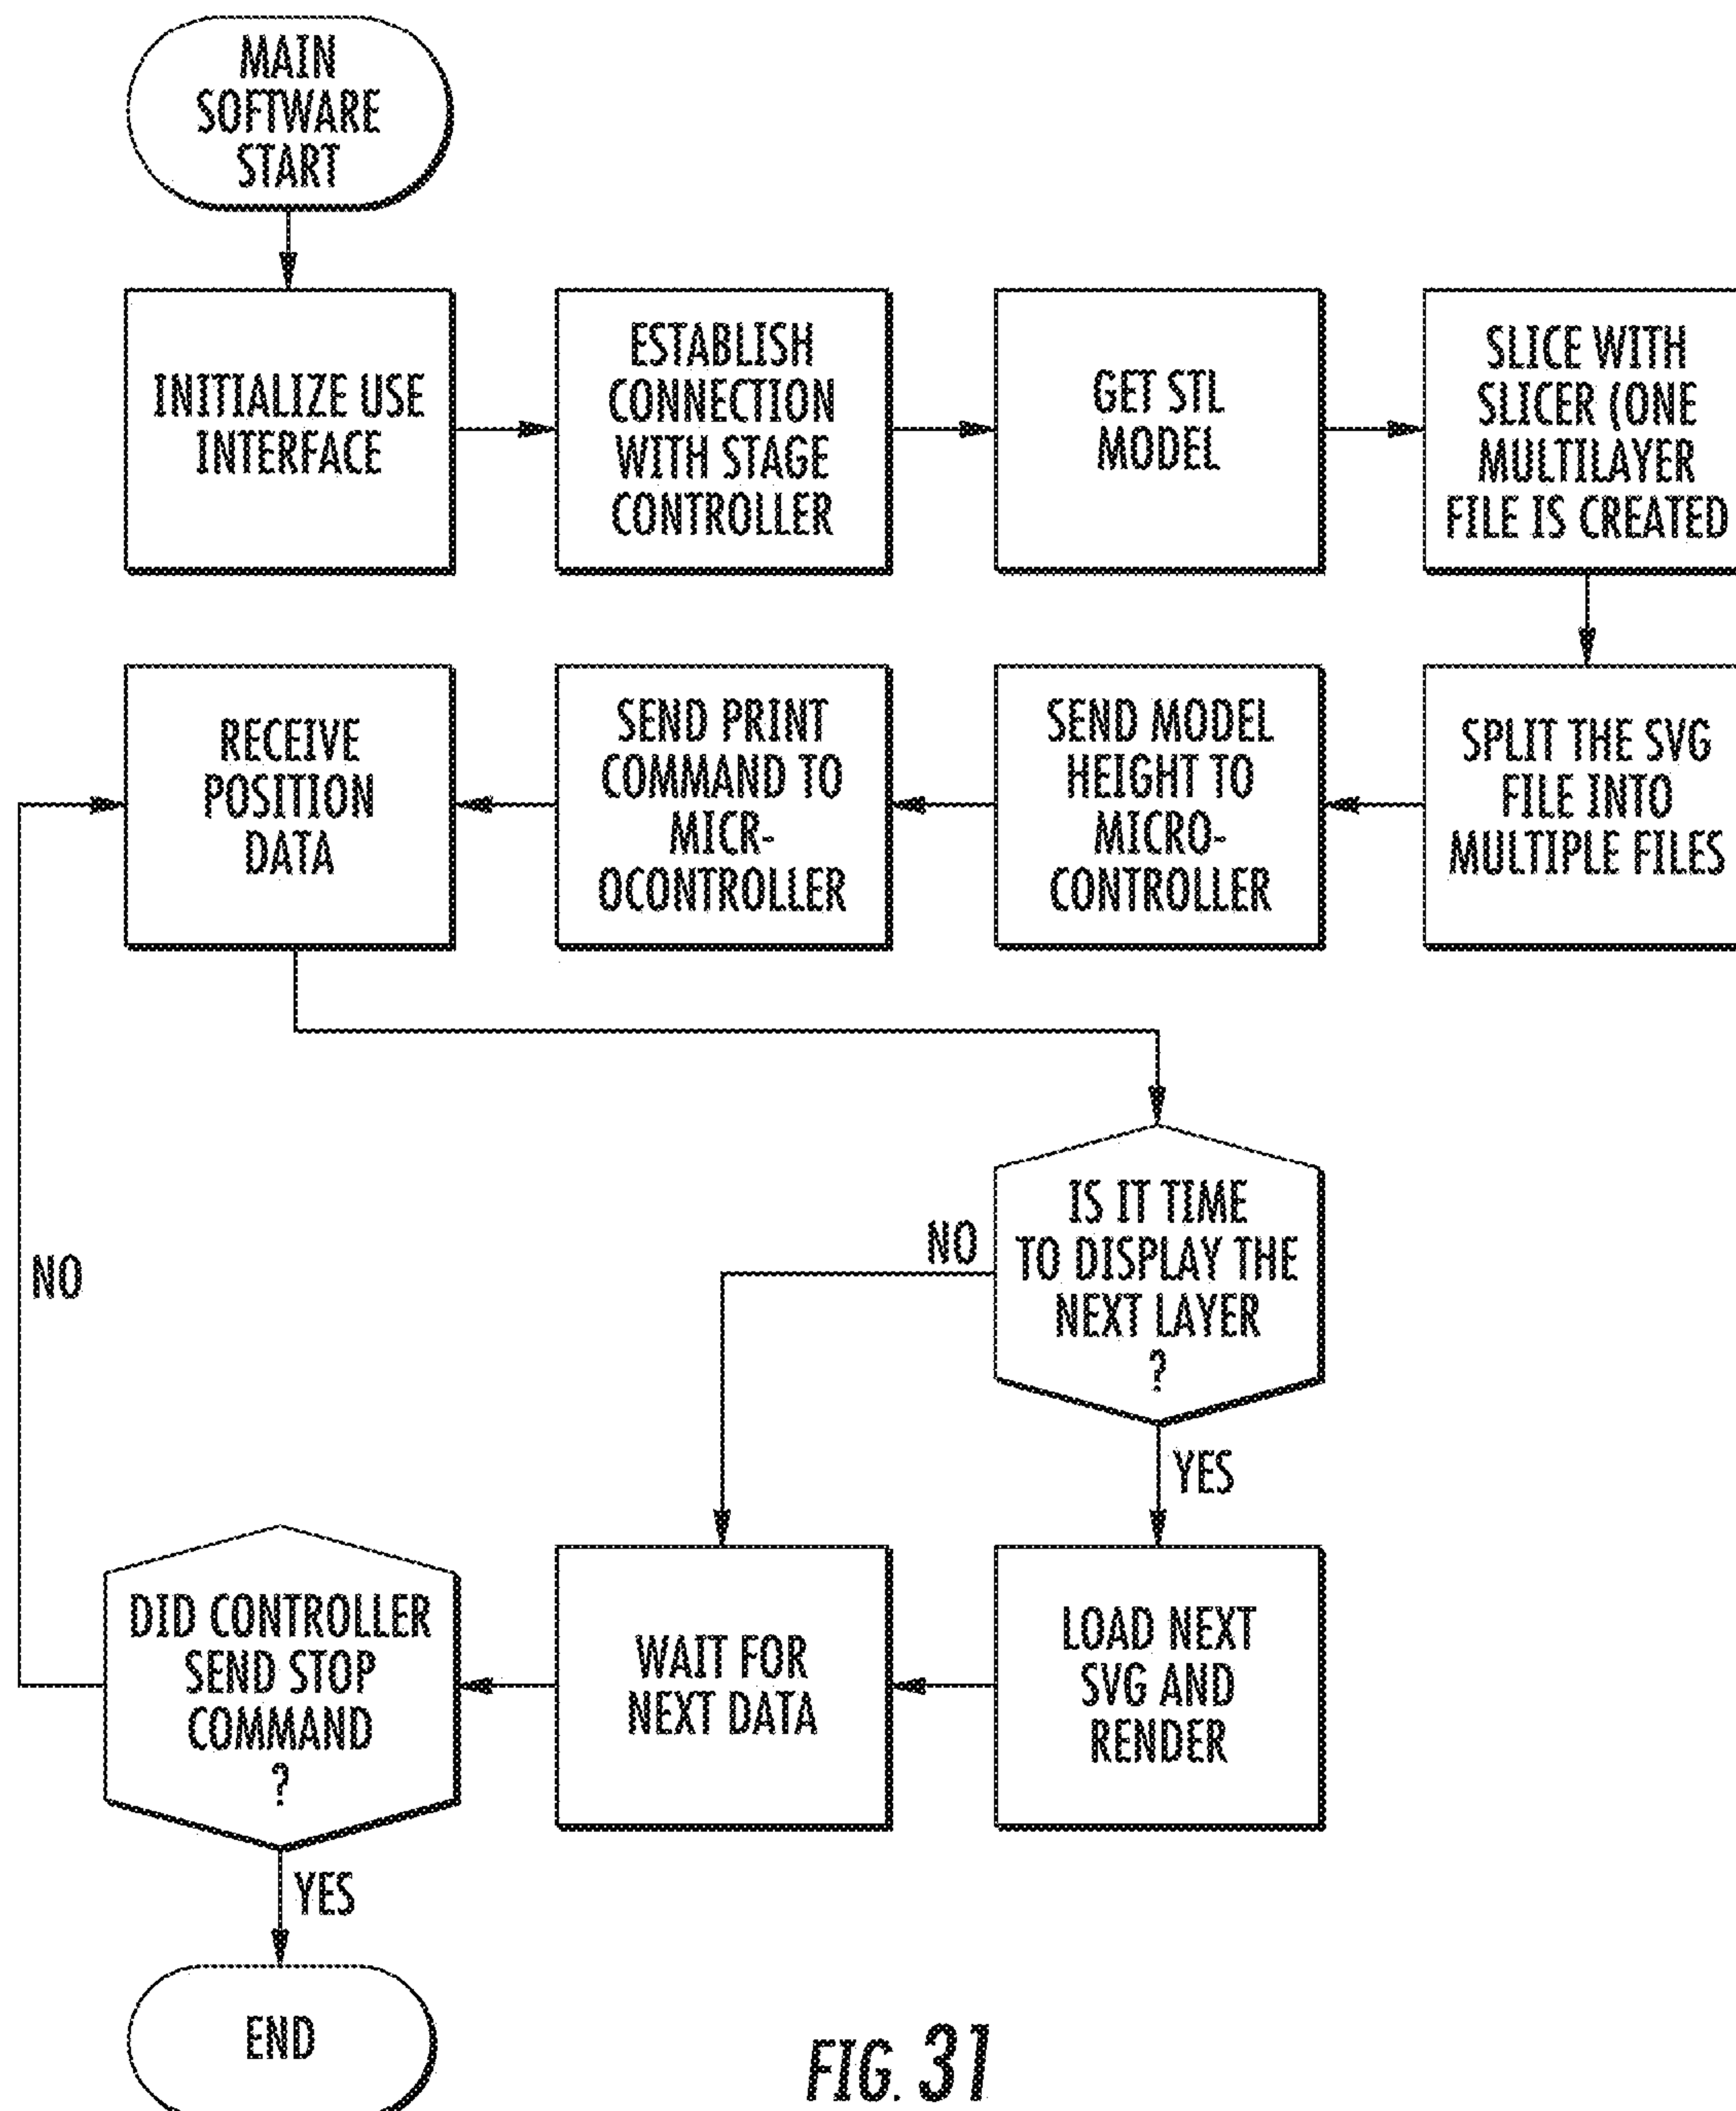 MAIN
SOFTWARE
START
INITIALIZE USE
INTERFACE
ESTABLISH
CONNECTION
WITH STAGE
CONTROLLER
GET STL
MODEL
SLICE WITH
SLICER (ONE
MULTILAYER
FILE IS CREATED
SPLIT THE SVG
FILE INTO
MULTIPLE FILES
SEND MODEL
HEIGHT TO
MICRO-
CONTROLLER
SEND PRINT
COMMAND TO
MICR-
OCONTROLLER
RECEIVE
POSITION
DATA
IS IT TIME
TO DISPLAY THE
NEXT LAYER
?
NO
YES
LOAD NEXT
SVG AND
RENDER
WAIT FOR
NEXT DATA
DID CONTROLLER
SEND STOP
COMMAND
?
NO
YES
END
FIG. 31